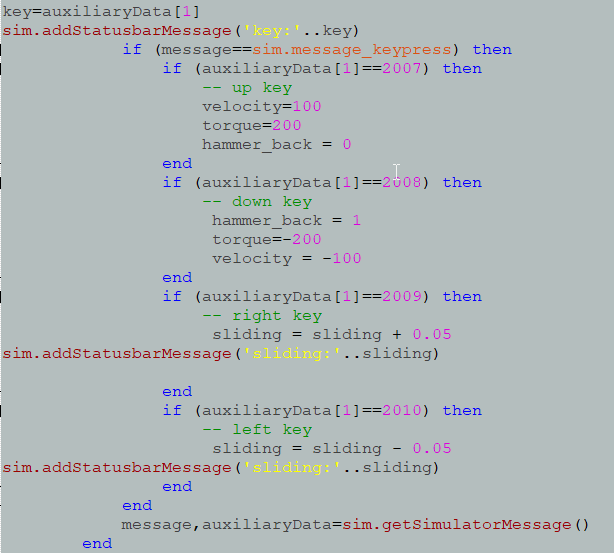 key=auxiliaryData[1]
sim.addStatusbarMessage('key:'..key)
if (message==sim.message_keypress) then
if (auxiliaryData[1]==2007) then
-- up key
velocity=100
torque=200
hammer_back = 0
end
if (auxiliaryData[1]==2008) then
-- down key
hammer_back = 1
torque=-200
velocity = -100
end
if (auxiliaryData[1]==2009) then
-- right key
sliding = sliding + 0.05
sim.addStatusbarMessage('sliding:'..sliding)
end
if (auxiliaryData[1]==2010) then
-- left key
sliding = sliding - 0.05
sim.addStatusbarMessage('sliding:'..sliding)
end
end
message,auxiliaryData=sim.getSimulatorMessage()
end